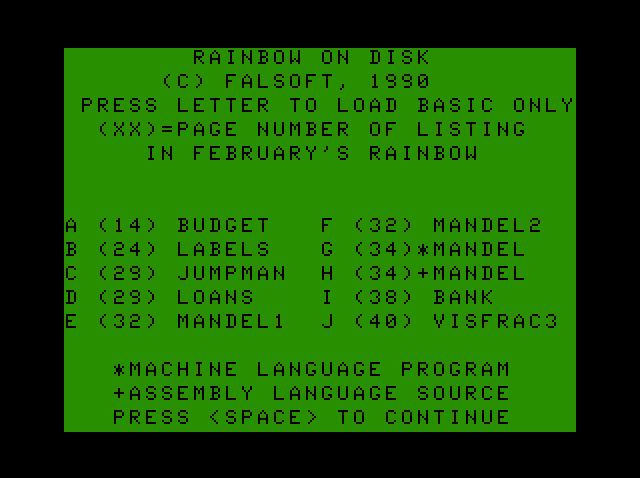 RAINBOW ON DISK
(C) FALSOFT, 1990
PRESS LETTER TO LOAD BASIC ONLY
(XX)=PAGE NUMBER OF LISTING
IN FEBRUARY'S RAINBOW
A (14) BUDGET F (32) MANDEL2
B (24) LABELS G (34)*MANDEL
C (29) JUMPMAN H (34)+MANDEL
D (29) LOANS I (38) BANK
E (32) MANDEL1 J (40) VISFRAC3
*MACHINE LANGUAGE PROGRAM
+ASSEMBLY LANGUAGE SOURCE
PRESS <SPACE> TO CONTINUE